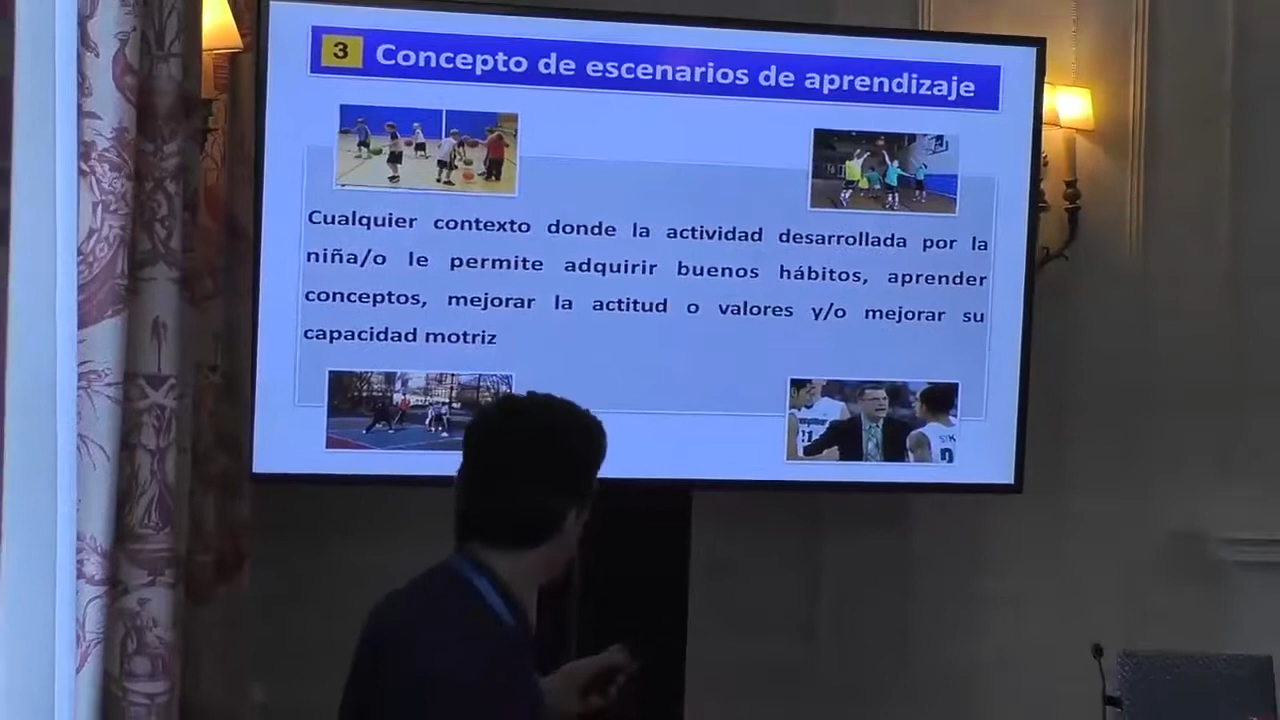 3 Concepto de escenarios de aprendizaje
Cualquier contexto donde la actividad desarrollada por la
niña/o le permite adquirir buenos hábitos, aprender
conceptos, mejorar la actitud o valores y/o mejorar su
capacidad motriz